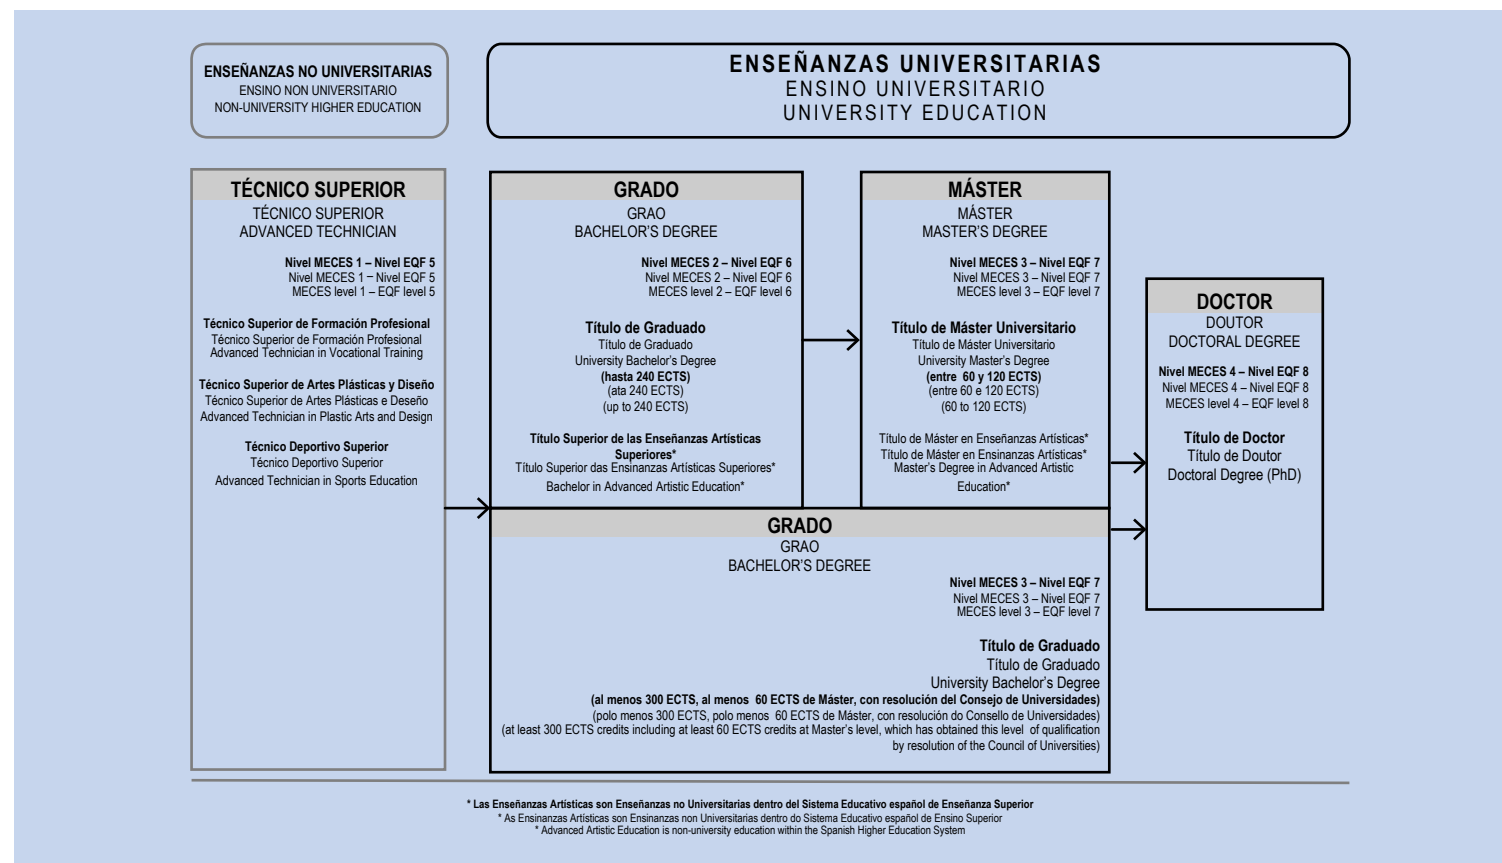 ENSEÑANZAS NO UNIVERSITARIAS
ENSINO NON UNIVERSITARIO
NON-UNIVERSITY HIGHER EDUCATION
ENSEÑANZAS UNIVERSITARIAS
ENSINO UNIVERSITARIO
UNIVERSITY EDUCATION
TÉCNICO SUPERIOR
TÉCNICO SUPERIOR
ADVANCED TECHNICIAN
Nivel MECES 1 – Nivel EQF 5
Nivel MECES 1 – Nivel EQF 5
MECES level 1 – EQF level 5
Técnico Superior de Formación Profesional
Técnico Superior de Formación Profesional
Advanced Technician in Vocational Training
Técnico Superior de Artes Plásticas y Diseño
Técnico Superior de Artes Plásticas e Deseño
Advanced Technician in Plastic Arts and Design
Técnico Deportivo Superior
Técnico Deportivo Superior
Advanced Technician in Sports Education
GRADO
GRAO
BACHELOR'S DEGREE
Nivel MECES 2 – Nivel EQF 6
Nivel MECES 2 – Nivel EQF 6
MECES level 2 – EQF level 6
Título de Graduado
Título de Graduado
University Bachelor's Degree
(hasta 240 ECTS)
(ata 240 ECTS)
(up to 240 ECTS)
Título Superior de las Enseñanzas Artísticas
Superiores*
Título Superior das Ensinanzas Artísticas Superiores*
Bachelor in Advanced Artistic Education*
MÁSTER
MÁSTER
MASTER'S DEGREE
Nivel MECES 3 – Nivel EQF 7
Nivel MECES 3 – Nivel EQF 7
MECES level 3 – EQF level 7
Título de Máster Universitario
Título de Máster Universitario
University Master's Degree
(entre 60 y 120 ECTS)
(entre 60 e 120 ECTS)
(60 to 120 ECTS)
Título de Máster en Enseñanzas Artísticas*
Título de Máster en Ensinanzas Artísticas*
Master's Degree in Advanced Artistic
Education*
GRADO
GRAO
BACHELOR'S DEGREE
Nivel MECES 3 – Nivel EQF 7
Nivel MECES 3 – Nivel EQF 7
MECES level 3 – EQF level 7
Título de Graduado
Título de Graduado
University Bachelor's Degree
(al menos 300 ECTS, al menos 60 ECTS de Máster, con resolución del Consejo de Universidades)
(polo menos 300 ECTS, polo menos 60 ECTS de Máster, con resolución do Consello de Universidades)
(at least 300 ECTS credits including at least 60 ECTS credits at Master's level, which has obtained this level of qualification
by resolution of the Council of Universities)
DOCTOR
DOUTOR
DOCTORAL DEGREE
Nivel MECES 4 – Nivel EQF 8
Nivel MECES 4 – Nivel EQF 8
MECES level 4 – EQF level 8
Título de Doctor
Título de Doutor
Doctoral Degree (PhD)
* Las Enseñanzas Artísticas son Enseñanzas no Universitarias dentro del Sistema Educativo español de Enseñanza Superior
* As Ensinanzas Artísticas son Ensinanzas non Universitarias dentro do Sistema Educativo español de Ensino Superior
* Advanced Artistic Education is non-university education within the Spanish Higher Education System